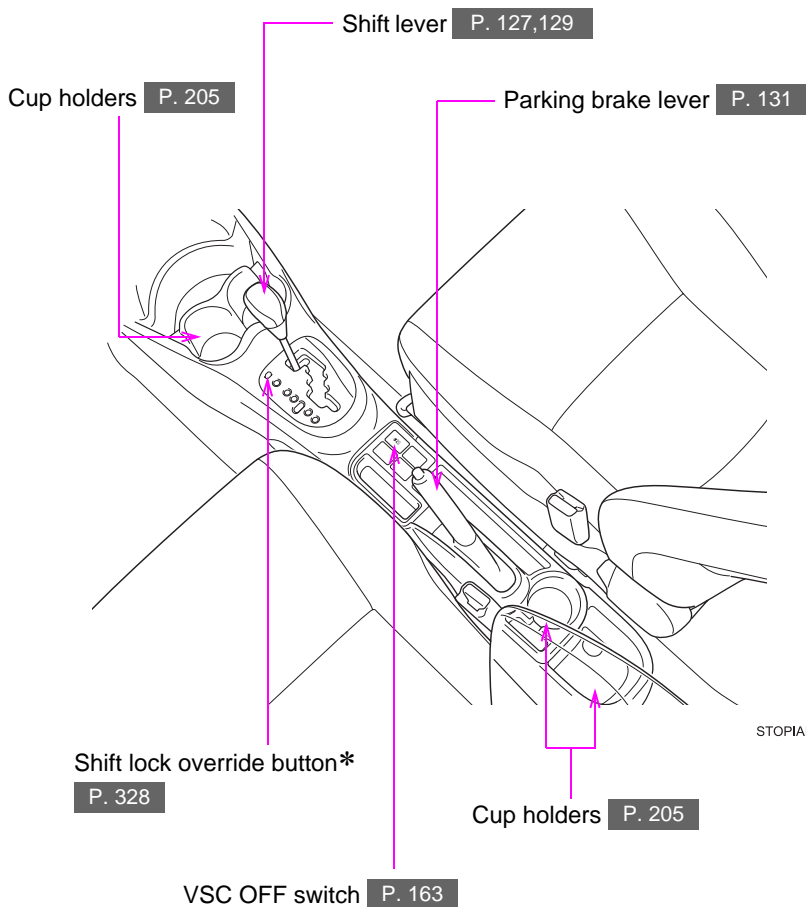 Shift lever P. 127,129
Cup holders P. 205
Parking brake lever P. 131
STOPIA
Shift lock override button*
P. 328
Cup holders P. 205
VSC OFF switch P. 163